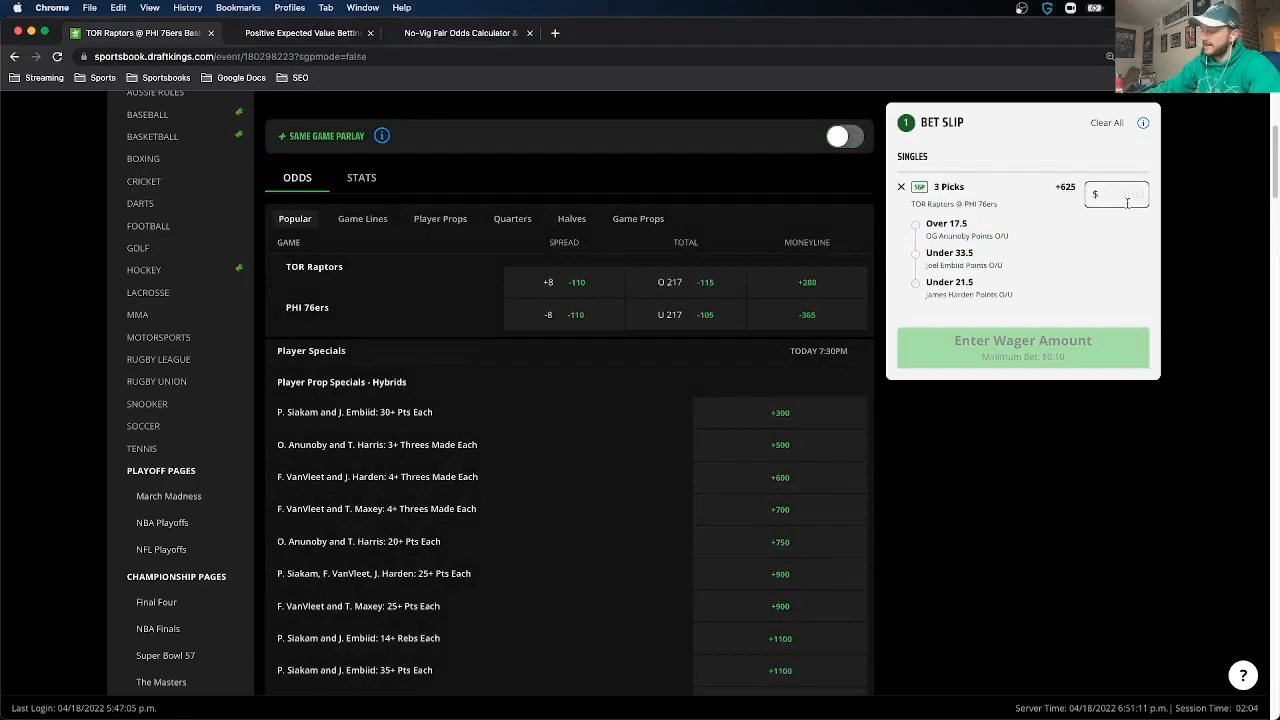 Chrome File Edit View History Bookmarks Profiles Tab Window Help
TOR Raptors @ PHI 76ers Bas × Positive Expected Value Bettin × No-Vig Fair Odds Calculator & × +
sportsbook.draftkings.com/event/180298223?sgpmode=false
Streaming Sports Sportsbooks Google Docs SEO
AUSSIE RULES
BASEBALL
BASKETBALL
BOXING
CRICKET
DARTS
FOOTBALL
GOLF
HOCKEY
LACROSSE
MMA
MOTORSPORTS
RUGBY LEAGUE
RUGBY UNION
SNOOKER
SOCCER
TENNIS
PLAYOFF PAGES
March Madness
NBA Playoffs
NFL Playoffs
CHAMPIONSHIP PAGES
Final Four
NBA Finals
Super Bowl 57
The Masters
+ SAME GAME PARLAY i
ODDS STATS
Popular Game Lines Player Props Quarters Halves Game Props
GAME SPREAD TOTAL MONEYLINE
TOR Raptors +8 -110 O 217 -115 +280
PHI 76ers -8 -110 U 217 -105 -365
Player Specials TODAY 7:30PM
Player Prop Specials - Hybrids
P. Siakam and J. Embiid: 30+ Pts Each +300
O. Anunoby and T. Harris: 3+ Threes Made Each +500
F. VanVleet and J. Harden: 4+ Threes Made Each +600
F. VanVleet and T. Maxey: 4+ Threes Made Each +700
O. Anunoby and T. Harris: 20+ Pts Each +750
P. Siakam, F. VanVleet, J. Harden: 25+ Pts Each +900
F. VanVleet and T. Maxey: 25+ Pts Each +900
P. Siakam and J. Embiid: 14+ Rebs Each +1100
P. Siakam and J. Embiid: 35+ Pts Each +1100
1 BET SLIP Clear All i
SINGLES
× SGP 3 Picks +625 $
TOR Raptors @ PHI 76ers
Over 17.5
OG Anunoby Points O/U
Under 33.5
Joel Embiid Points O/U
Under 21.5
James Harden Points O/U
Enter Wager Amount
Minimum Bet: $0.10
?
Last Login: 04/18/2022 5:47:05 p.m. Server Time: 04/18/2022 6:51:11 p.m. | Session Time: 02:04